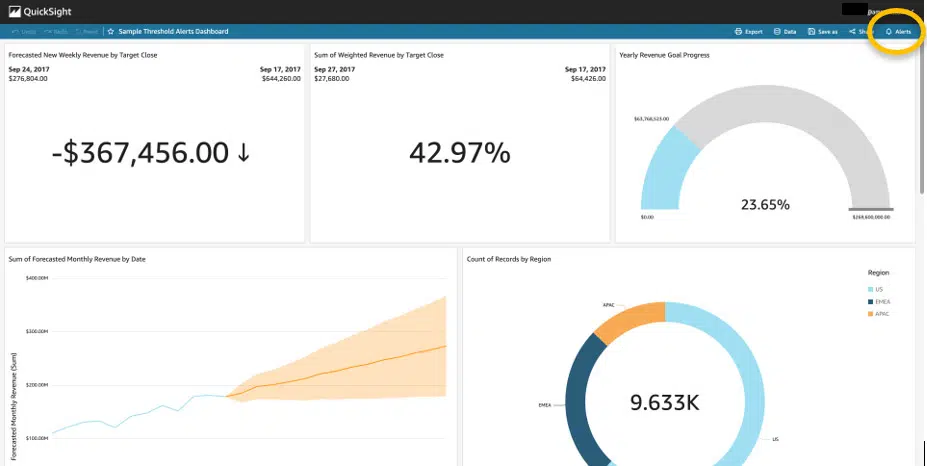 QuickSight
Undo Redo Reset Sample Threshold Alerts Dashboard Export Data Save as Alerts
Forecasted New Weekly Revenue by Target Close
Sep 24, 2017 Sep 17, 2017
$276,804.00 $644,260.00
-$367,456.00
Sum of Weighted Revenue by Target Close
Sep 27, 2017 Sep 17, 2017
$27,680.00 $64,426.00
42.97%
Yearly Revenue Goal Progress
$63,768,523.00
23.65%
$0.00
Sum of Forecasted Monthly Revenue by Date
$400.00M
$300.00M
$200.00M
$100.00M
Forecasted Monthly Revenue (Sum)
Count of Records by Region
Region
US
EMEA
APAC
APAC
EMEA
9.633K
US